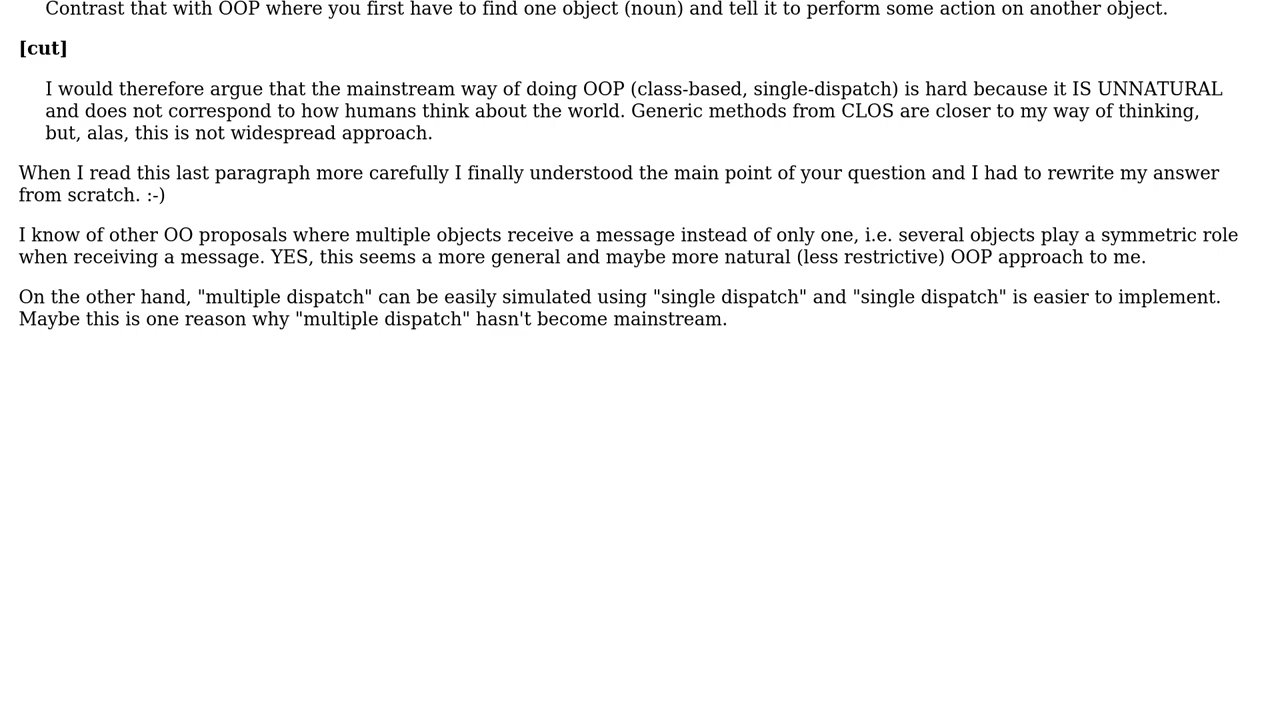 Contrast that with OOP where you first have to find one object (noun) and tell it to perform some action on another object.
[cut]
I would therefore argue that the mainstream way of doing OOP (class-based, single-dispatch) is hard because it IS UNNATURAL
and does not correspond to how humans think about the world. Generic methods from CLOS are closer to my way of thinking,
but, alas, this is not widespread approach.
When I read this last paragraph more carefully I finally understood the main point of your question and I had to rewrite my answer
from scratch. :-)
I know of other OO proposals where multiple objects receive a message instead of only one, i.e. several objects play a symmetric role
when receiving a message. YES, this seems a more general and maybe more natural (less restrictive) OOP approach to me.
On the other hand, "multiple dispatch" can be easily simulated using "single dispatch" and "single dispatch" is easier to implement.
Maybe this is one reason why "multiple dispatch" hasn't become mainstream.